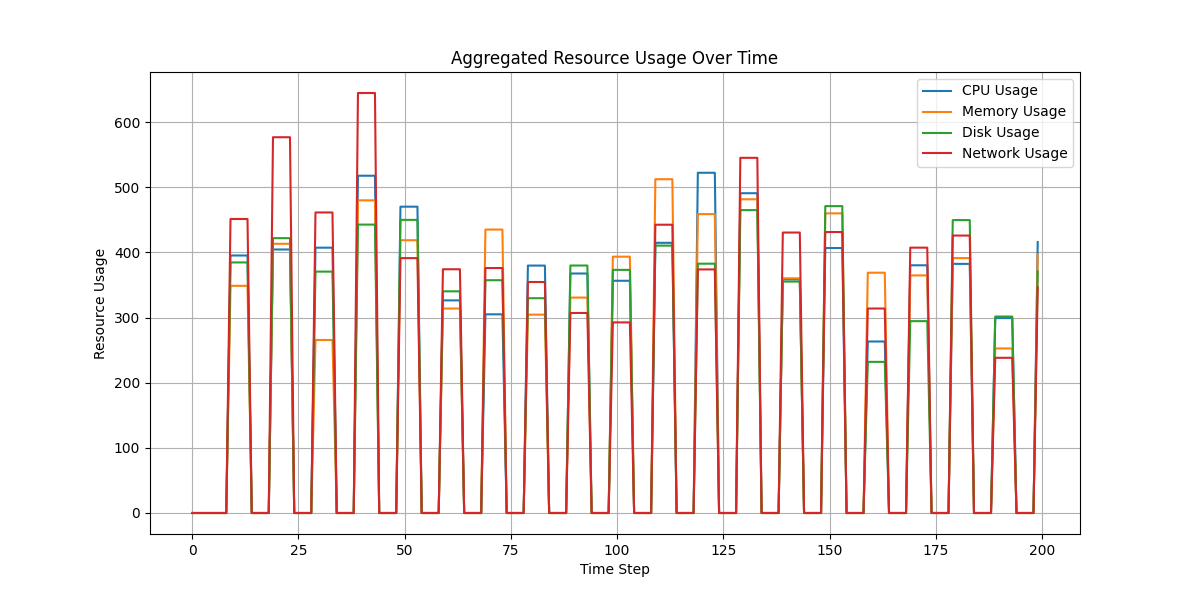 Aggregated Resource Usage Over Time
CPU Usage
Memory Usage
Disk Usage
Network Usage
Resource Usage
600
500
400
300
200
100
0
0 25 50 75 100 125 150 175 200
Time Step